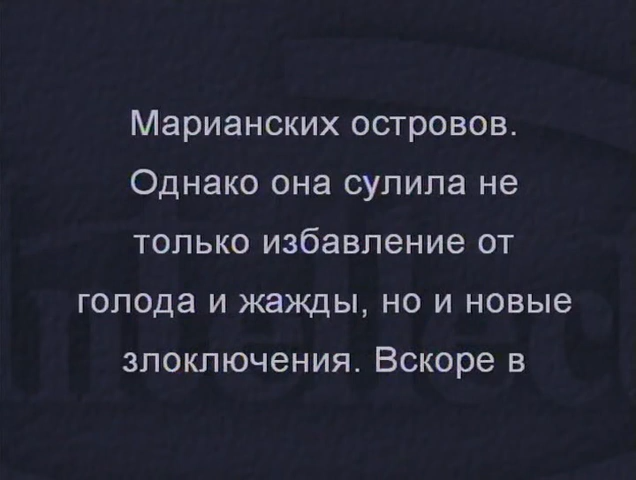 Марианских островов.
Однако она сулила не
только избавление от
голода и жажды, но и новые
злоключения. Вскоре в